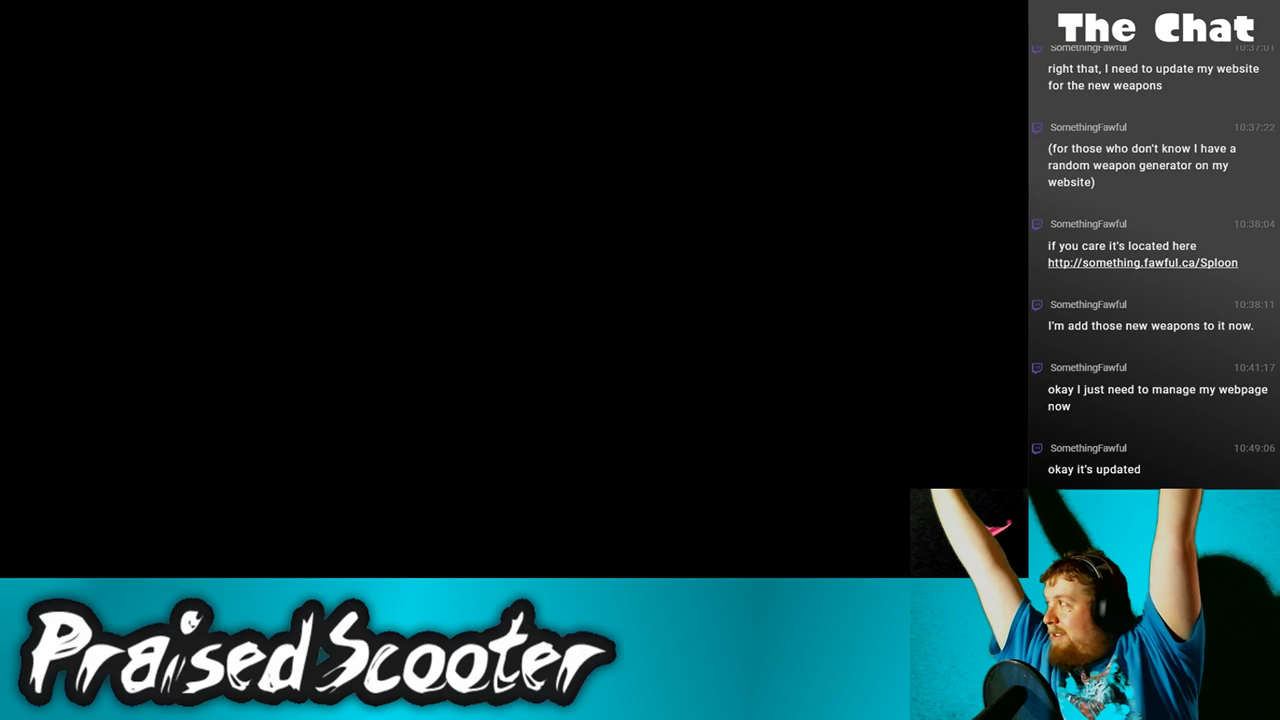 The Chat
SomethingFawful 10:37:01
right that, I need to update my website
for the new weapons
SomethingFawful 10:37:22
(for those who don't know I have a
random weapon generator on my
website)
SomethingFawful 10:38:04
if you care it's located here
http://something.fawful.ca/Sploon
SomethingFawful 10:38:11
I'm add those new weapons to it now.
SomethingFawful 10:41:17
okay I just need to manage my webpage
now
SomethingFawful 10:49:06
okay it's updated
PraisedScooter